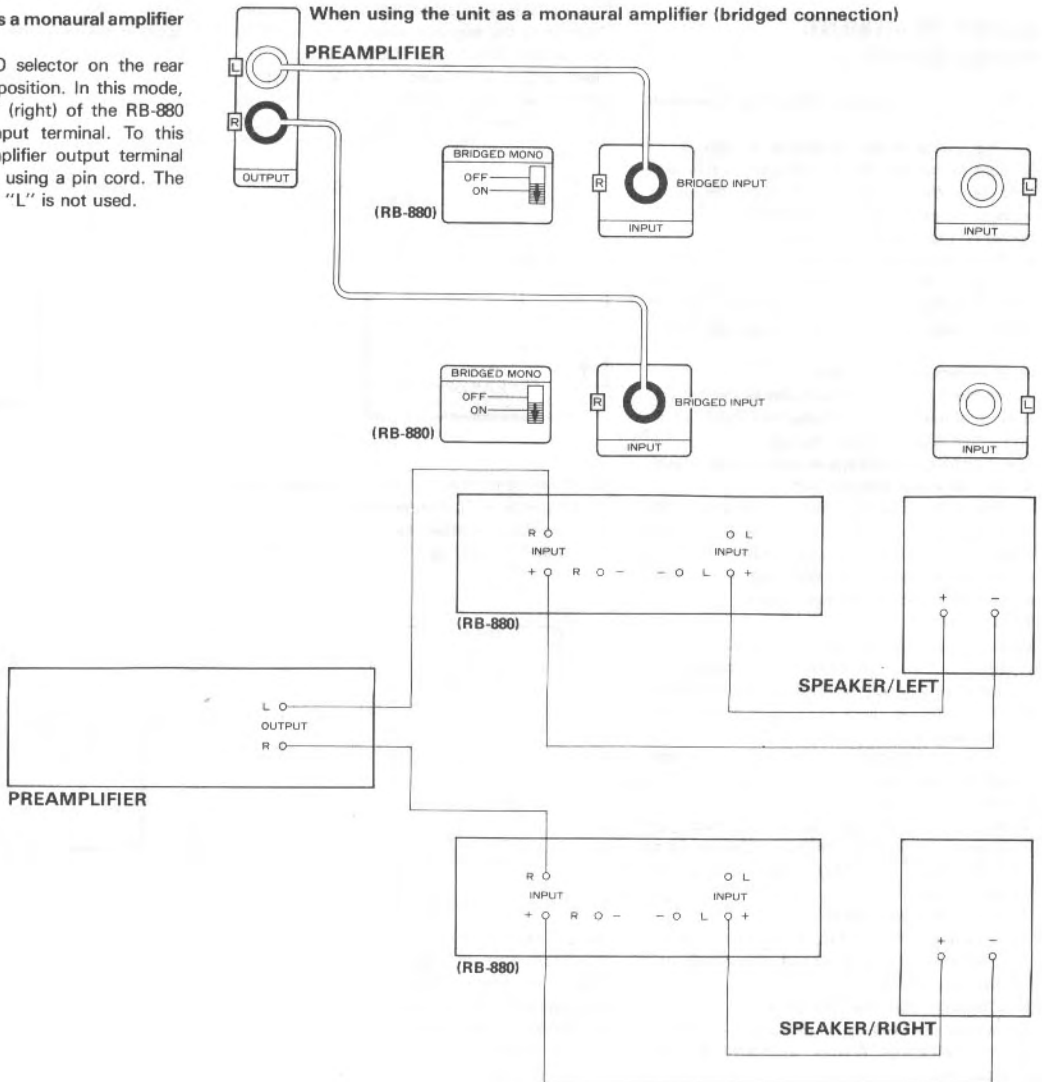 s a monaural amplifier
O selector on the rear
position. In this mode,
(right) of the RB-880
put terminal. To this
plifier output terminal
using a pin cord. The
"L" is not used.
When using the unit as a monaural amplifier (bridged connection)
PREAMPLIFIER
L
R
OUTPUT
BRIDGED MONO
OFF
ON
(RB-880)
R
BRIDGED INPUT
INPUT
L
INPUT
BRIDGED MONO
OFF
ON
(RB-880)
R
BRIDGED INPUT
INPUT
L
INPUT
R
INPUT
L
INPUT
+ R - - L +
(RB-880)
+ -
SPEAKER/LEFT
L
OUTPUT
R
PREAMPLIFIER
R
INPUT
L
INPUT
+ R - - L +
(RB-880)
+ -
SPEAKER/RIGHT